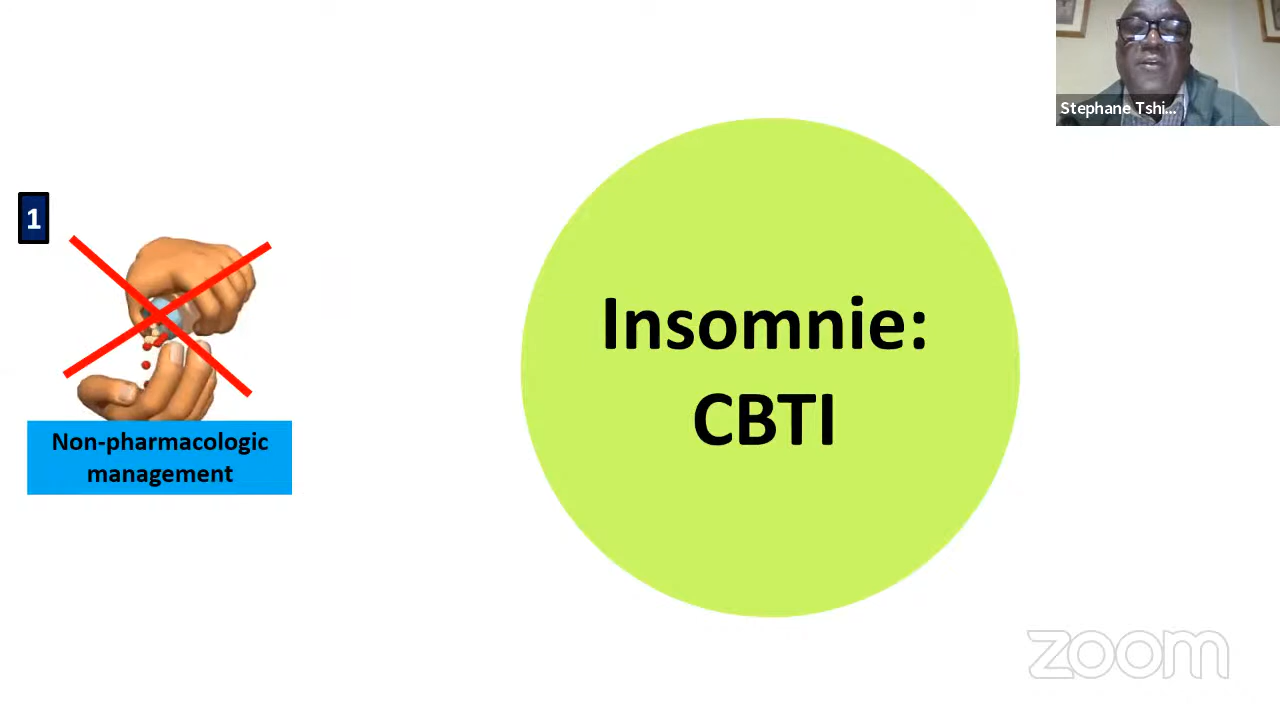 Stephane Tshi...
1
Non-pharmacologic
management
Insomnie:
CBTI
zoom